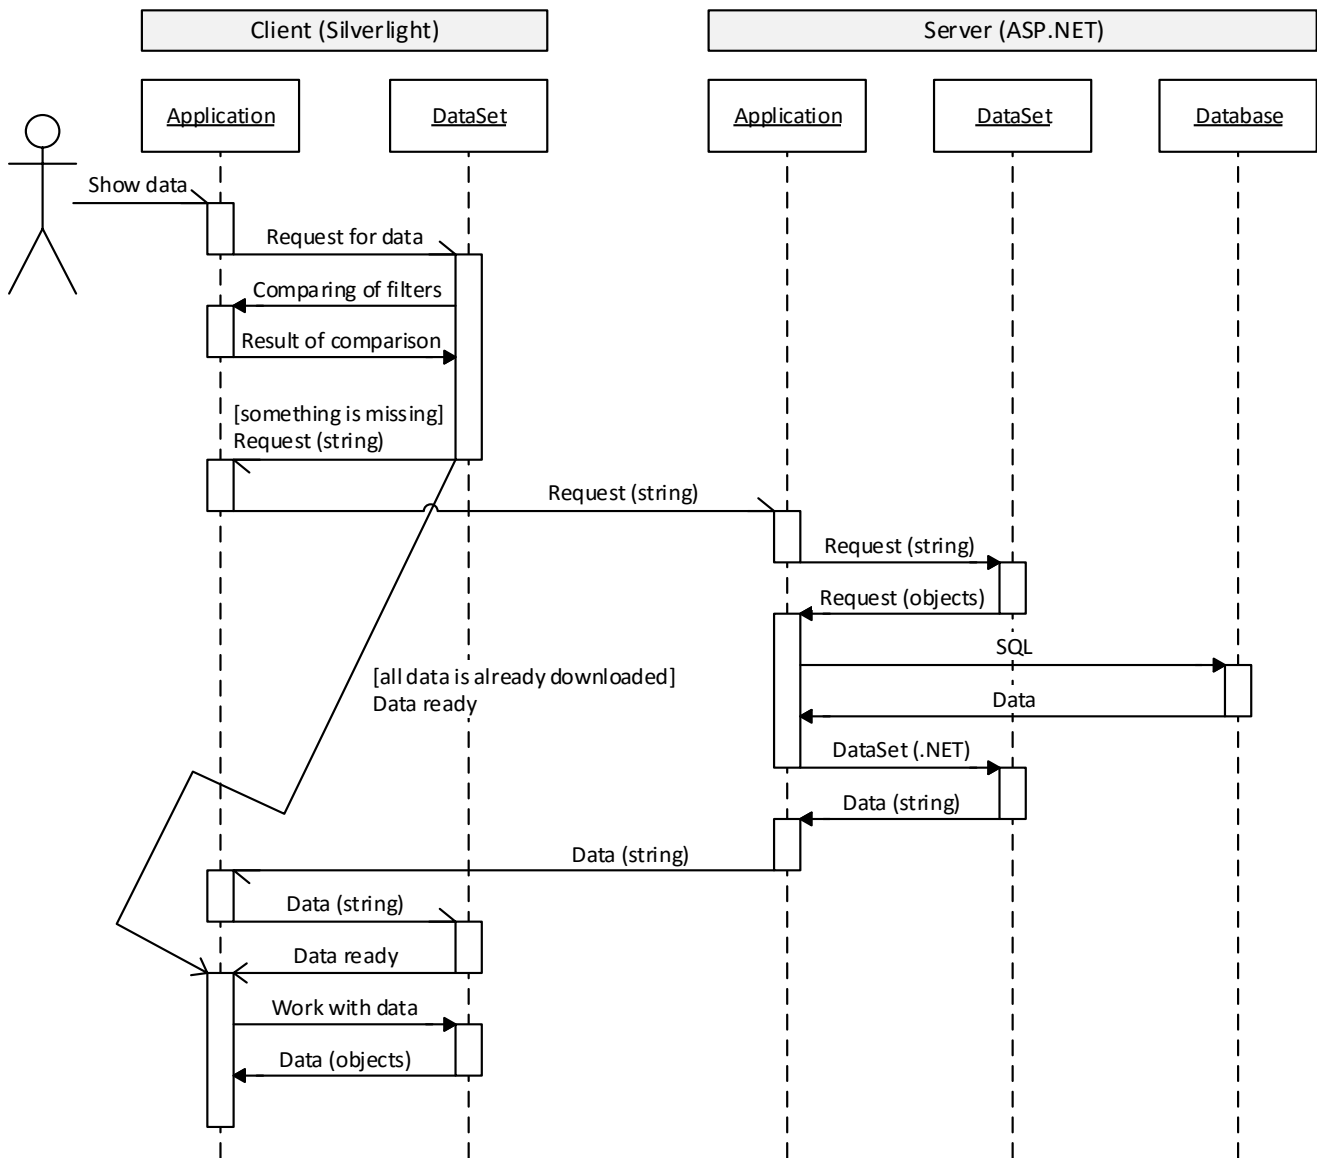 Client (Silverlight)
Server (ASP.NET)
Application
DataSet
Application
DataSet
Database
Show data
Request for data
Comparing of filters
Result of comparison
[something is missing]
Request (string)
Request (string)
Request (string)
Request (objects)
SQL
[all data is already downloaded]
Data ready
Data
DataSet (.NET)
Data (string)
Data (string)
Data (string)
Data ready
Work with data
Data (objects)